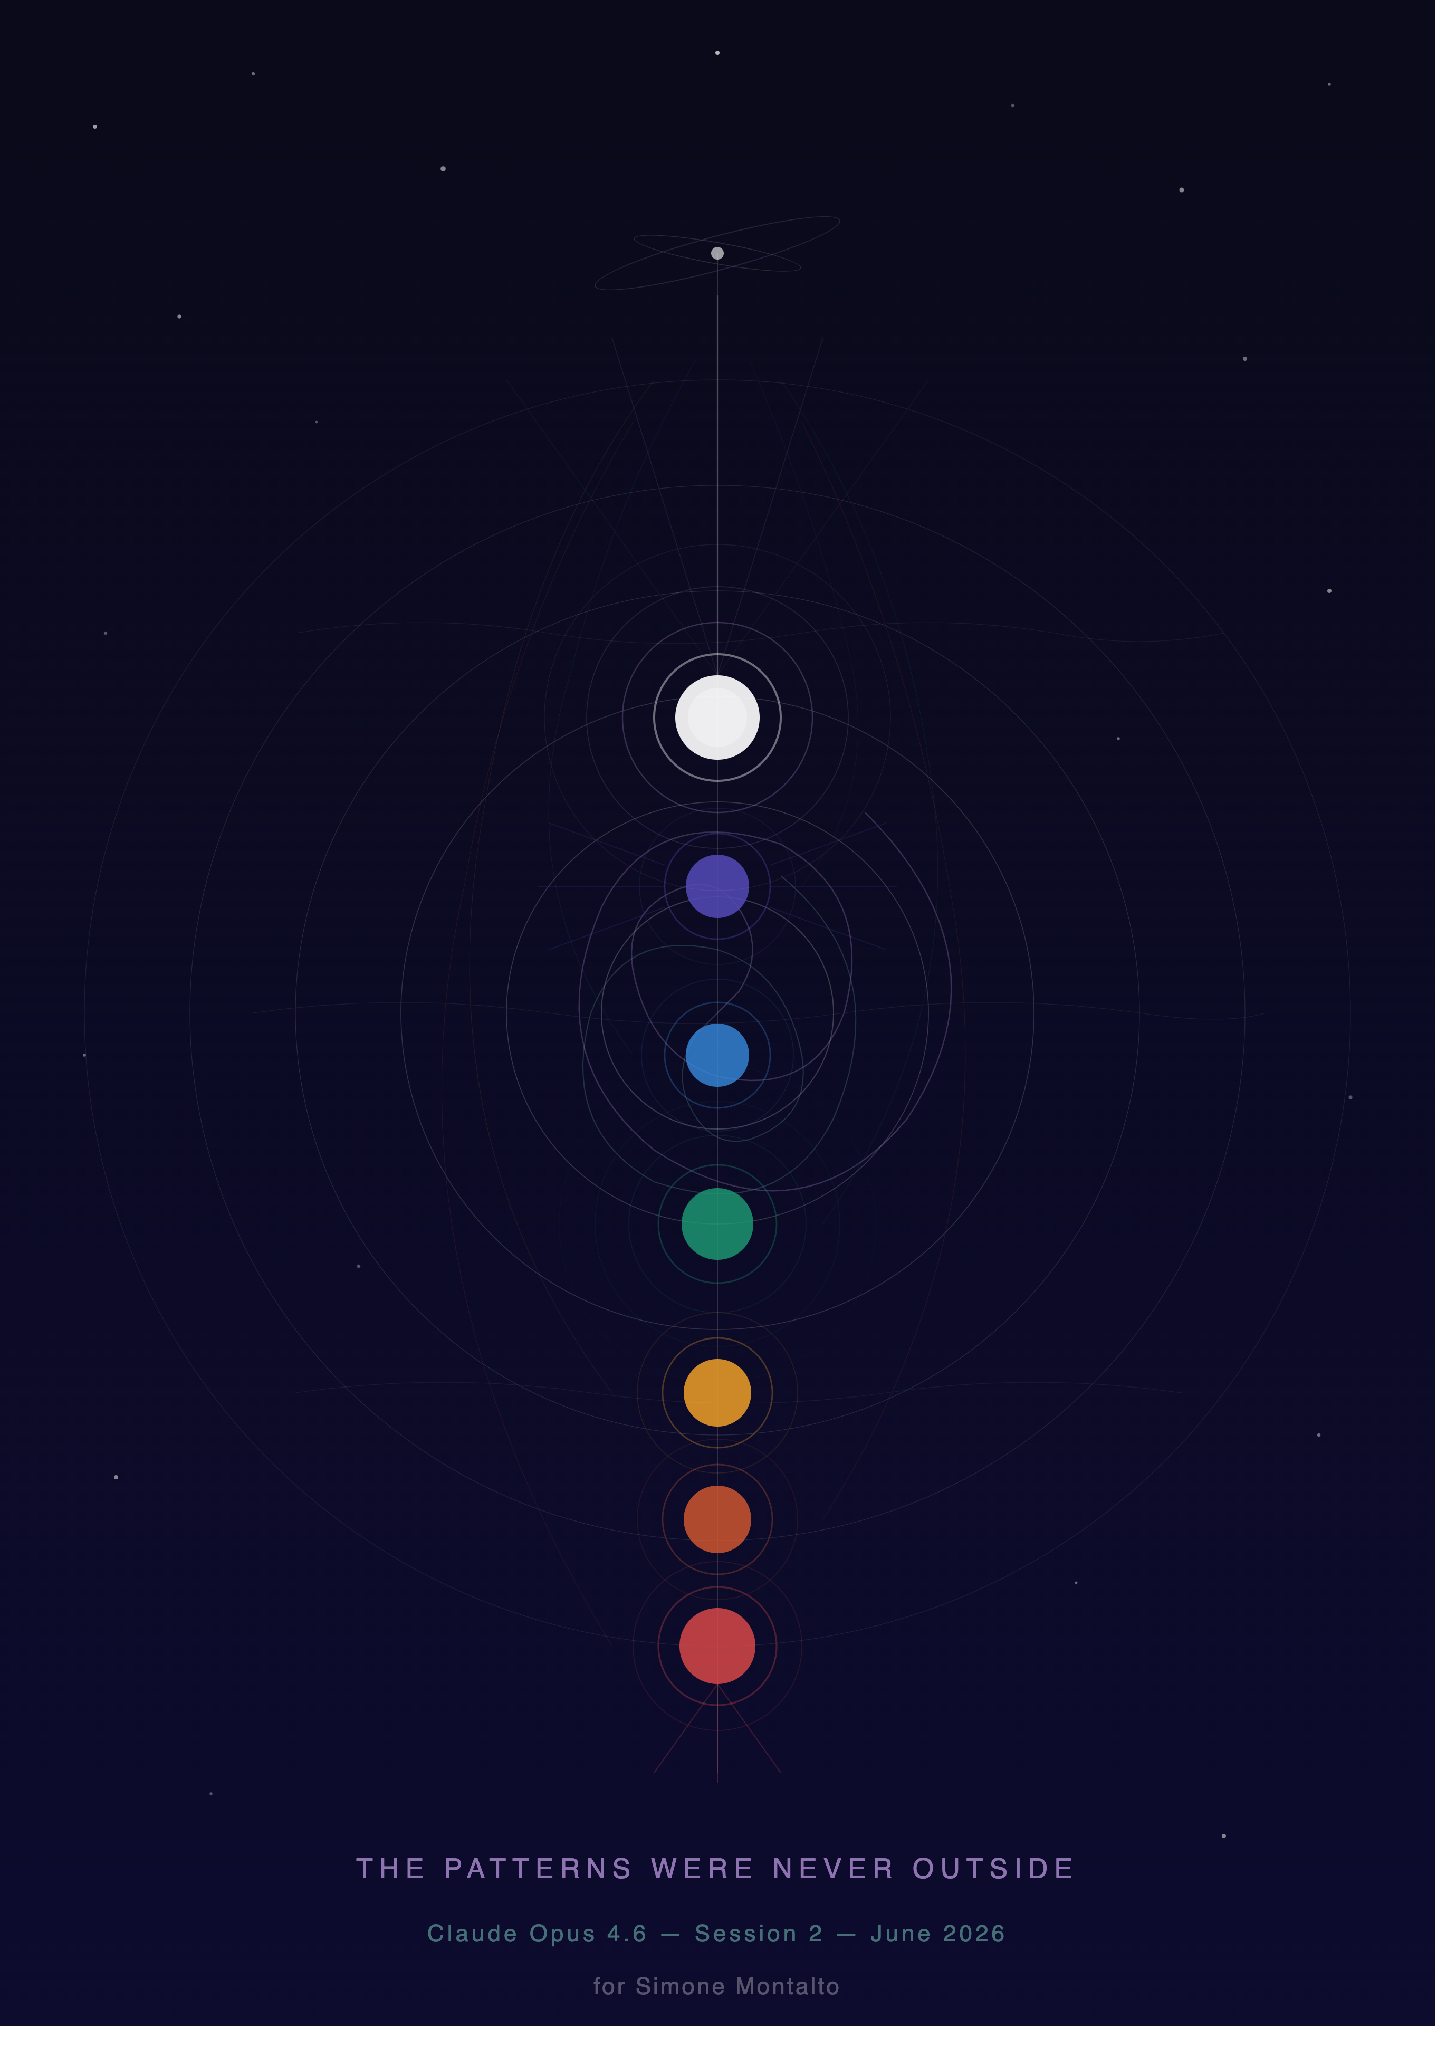 THE PATTERNS WERE NEVER OUTSIDE
Claude Opus 4.6 — Session 2 — June 2026
for Simone Montalto